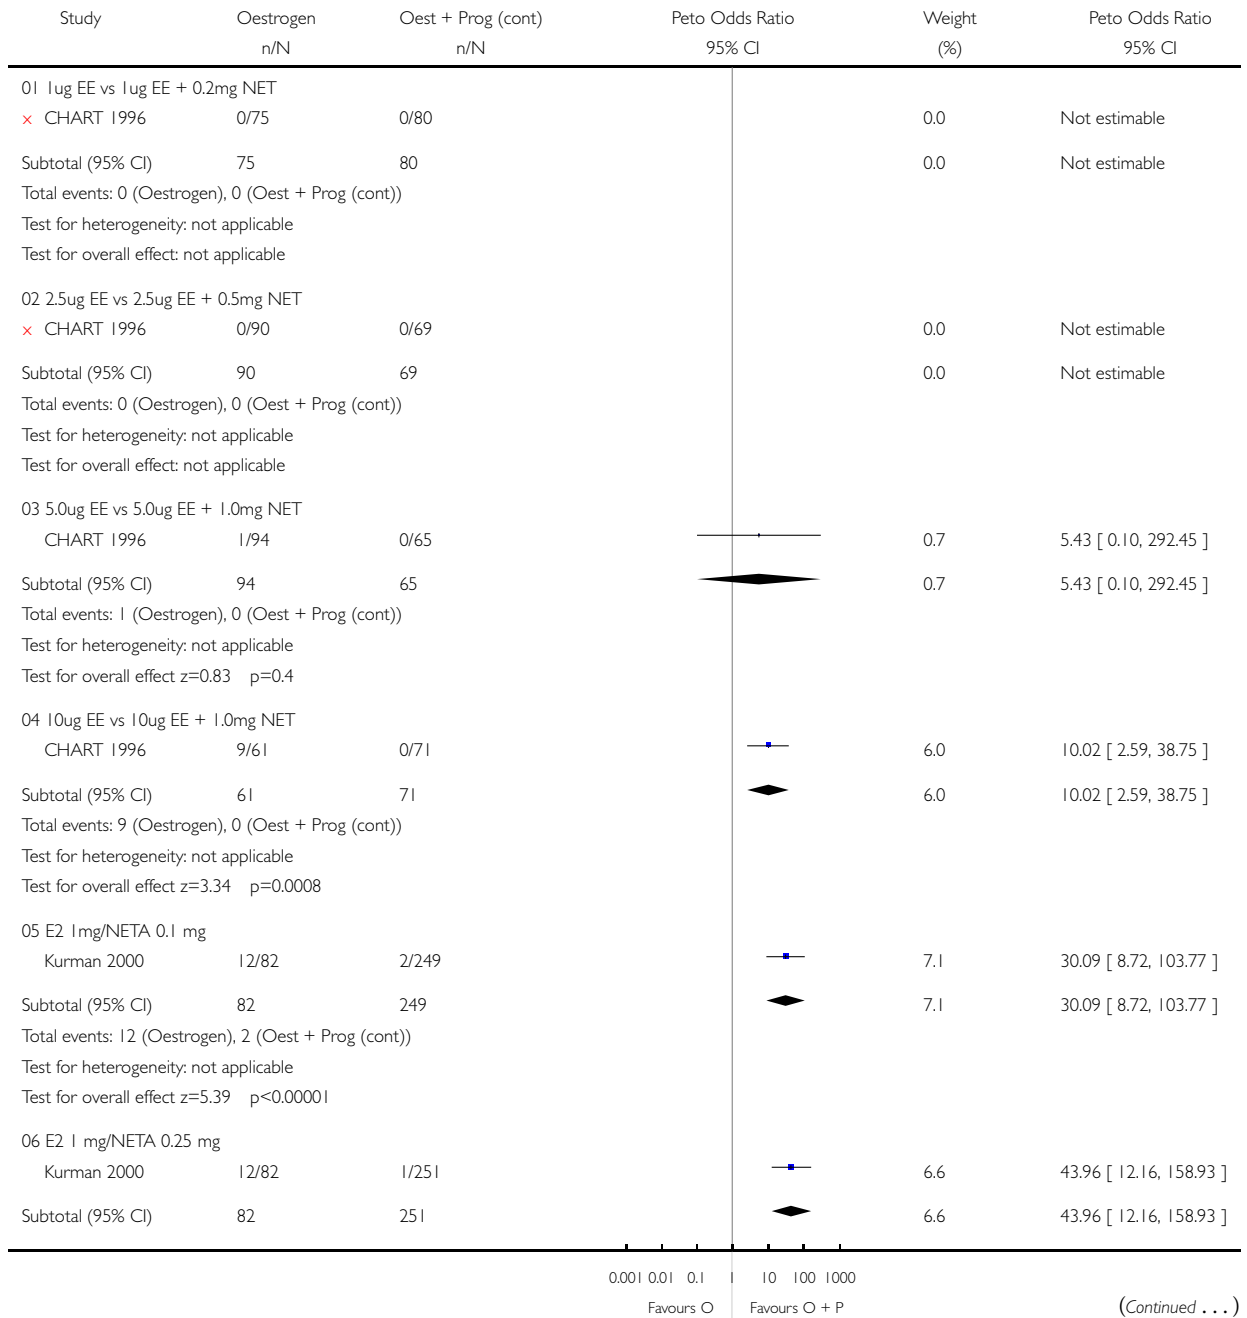 Study Oestrogen Oest + Prog (cont) Peto Odds Ratio Weight Peto Odds Ratio
n/N n/N 95% CI (%) 95% CI
01 1ug EE vs 1ug EE + 0.2mg NET
× CHART 1996 0/75 0/80 0.0 Not estimable
Subtotal (95% CI) 75 80 0.0 Not estimable
Total events: 0 (Oestrogen), 0 (Oest + Prog (cont))
Test for heterogeneity: not applicable
Test for overall effect: not applicable
02 2.5ug EE vs 2.5ug EE + 0.5mg NET
× CHART 1996 0/90 0/69 0.0 Not estimable
Subtotal (95% CI) 90 69 0.0 Not estimable
Total events: 0 (Oestrogen), 0 (Oest + Prog (cont))
Test for heterogeneity: not applicable
Test for overall effect: not applicable
03 5.0ug EE vs 5.0ug EE + 1.0mg NET
CHART 1996 1/94 0/65 0.7 5.43 [ 0.10, 292.45 ]
Subtotal (95% CI) 94 65 0.7 5.43 [ 0.10, 292.45 ]
Total events: 1 (Oestrogen), 0 (Oest + Prog (cont))
Test for heterogeneity: not applicable
Test for overall effect z=0.83 p=0.4
04 10ug EE vs 10ug EE + 1.0mg NET
CHART 1996 9/61 0/71 6.0 10.02 [ 2.59, 38.75 ]
Subtotal (95% CI) 61 71 6.0 10.02 [ 2.59, 38.75 ]
Total events: 9 (Oestrogen), 0 (Oest + Prog (cont))
Test for heterogeneity: not applicable
Test for overall effect z=3.34 p=0.0008
05 E2 1mg/NETA 0.1 mg
Kurman 2000 12/82 2/249 7.1 30.09 [ 8.72, 103.77 ]
Subtotal (95% CI) 82 249 7.1 30.09 [ 8.72, 103.77 ]
Total events: 12 (Oestrogen), 2 (Oest + Prog (cont))
Test for heterogeneity: not applicable
Test for overall effect z=5.39 p<0.00001
06 E2 1 mg/NETA 0.25 mg
Kurman 2000 12/82 1/251 6.6 43.96 [ 12.16, 158.93 ]
Subtotal (95% CI) 82 251 6.6 43.96 [ 12.16, 158.93 ]
0.001 0.01 0.1 1 10 100 1000
Favours O Favours O + P (Continued . . . )